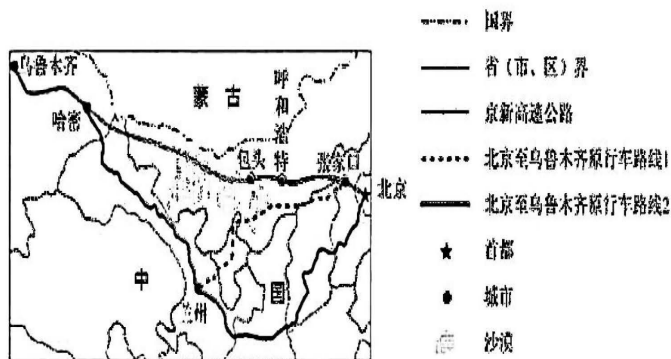 乌鲁木齐
哈密
蒙古
呼和浩特
包头
张家口
北京
中国
兰州
国界
省（市、区）界
京新高速公路
北京至乌鲁木齐原行车路线1
北京至乌鲁木齐原行车路线2
首都
城市
沙漠